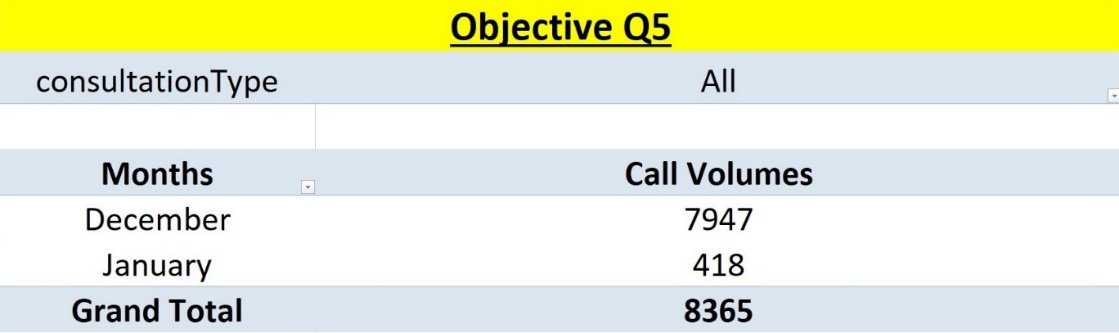 Objective Q5
consultationType All
Months Call Volumes
December 7947
January 418
Grand Total 8365